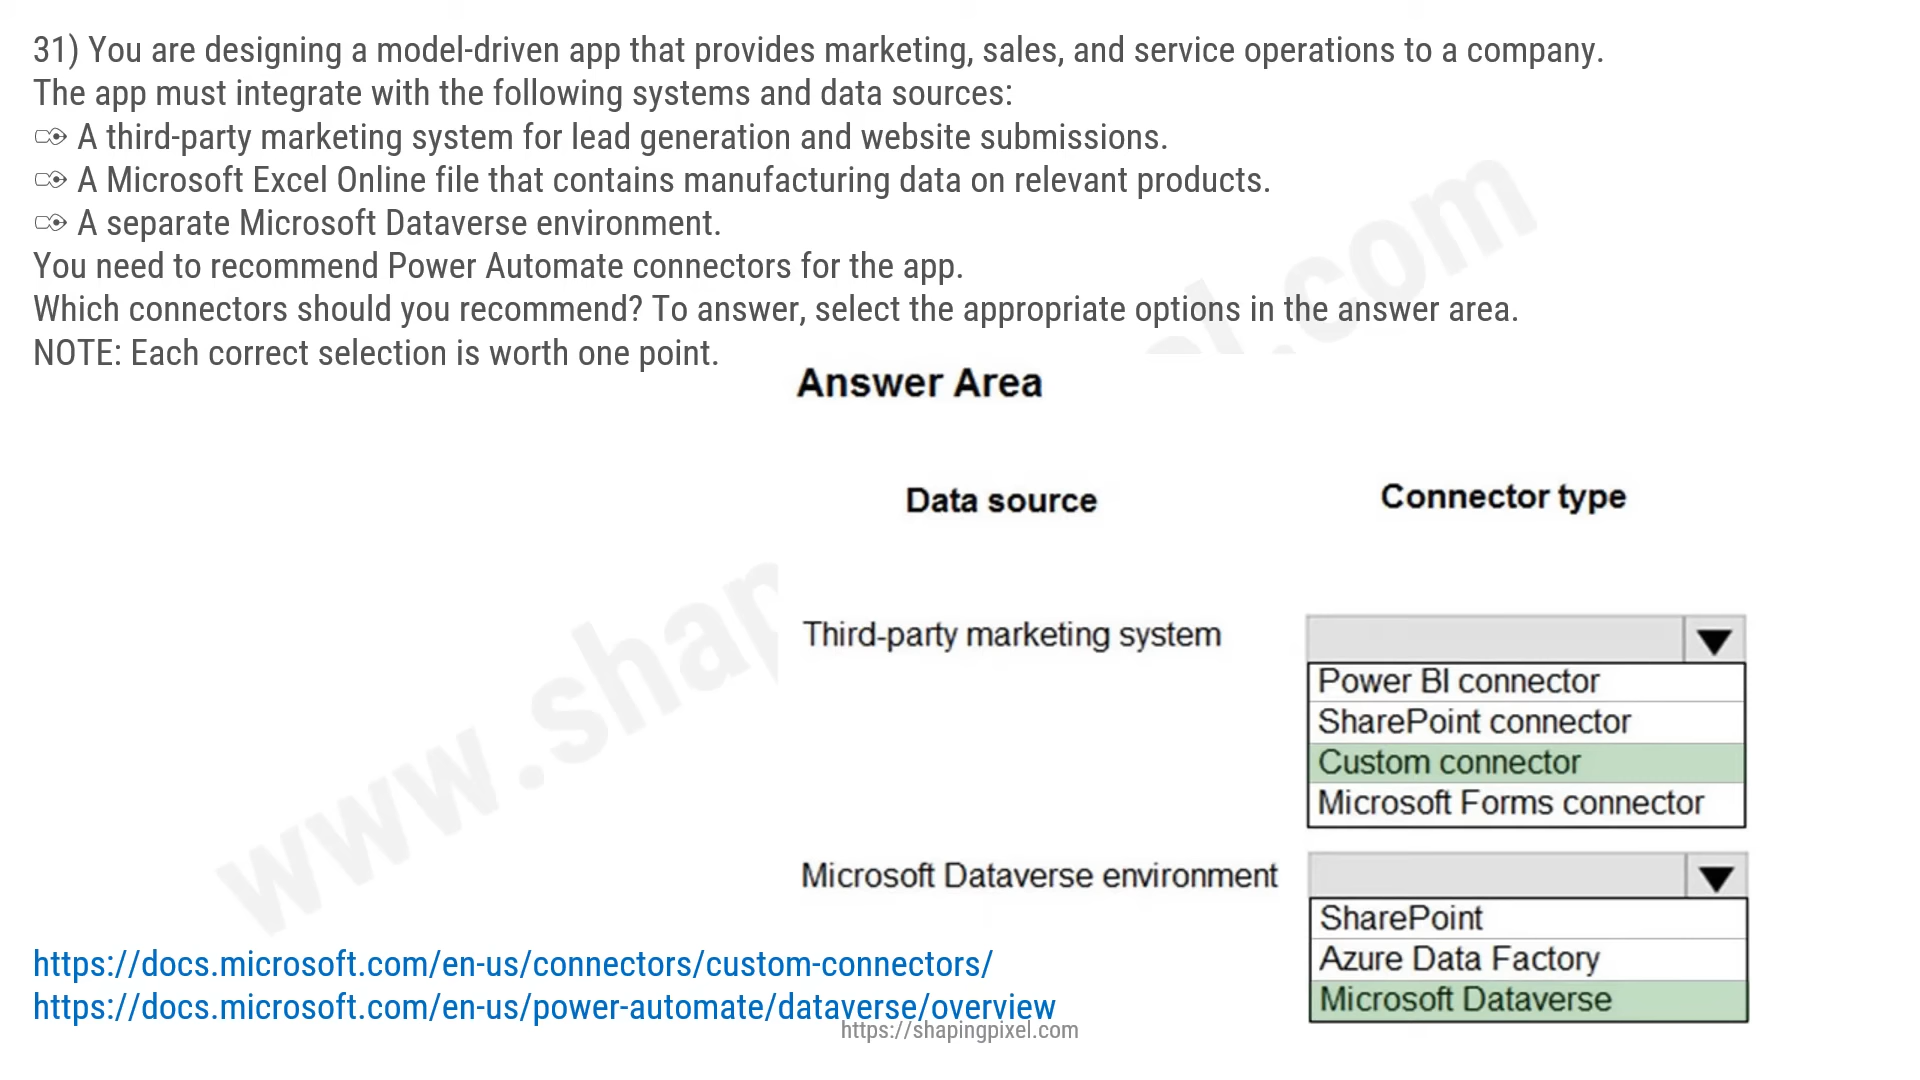 31) You are designing a model-driven app that provides marketing, sales, and service operations to a company.
The app must integrate with the following systems and data sources:
A third-party marketing system for lead generation and website submissions.
A Microsoft Excel Online file that contains manufacturing data on relevant products.
A separate Microsoft Dataverse environment.
You need to recommend Power Automate connectors for the app.
Which connectors should you recommend? To answer, select the appropriate options in the answer area.
NOTE: Each correct selection is worth one point.
Answer Area
Data source
Connector type
Third-party marketing system
Power BI connector
SharePoint connector
Custom connector
Microsoft Forms connector
Microsoft Dataverse environment
SharePoint
Azure Data Factory
Microsoft Dataverse
https://docs.microsoft.com/en-us/connectors/custom-connectors/
https://docs.microsoft.com/en-us/power-automate/dataverse/overview
https://shapingpixel.com